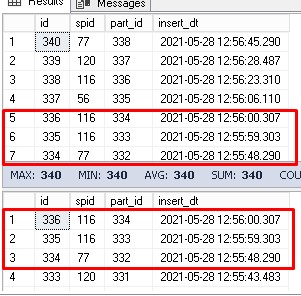 Results Messages
id spid part_id insert_dt
1 340 77 338 2021-05-28 12:56:45.290
2 339 120 337 2021-05-28 12:56:28.487
3 338 116 336 2021-05-28 12:56:23.310
4 337 56 335 2021-05-28 12:56:06.110
5 336 116 334 2021-05-28 12:56:00.307
6 335 116 333 2021-05-28 12:55:59.303
7 334 77 332 2021-05-28 12:55:48.290
MAX: 340 MIN: 340 AVG: 340 SUM: 340 COU
id spid part_id insert_dt
1 336 116 334 2021-05-28 12:56:00.307
2 335 116 333 2021-05-28 12:55:59.303
3 334 77 332 2021-05-28 12:55:48.290
4 333 120 331 2021-05-28 12:55:43.483